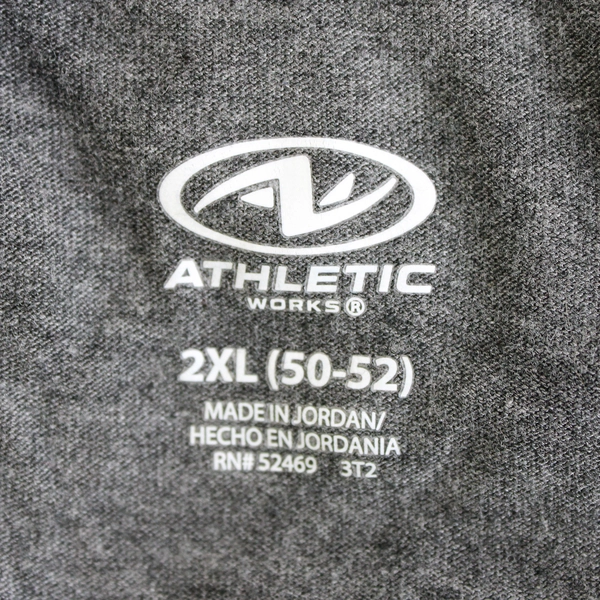 ATHLETIC
WORKS®
2XL (50-52)
MADE IN JORDAN/
HECHO EN JORDANIA
RN# 52469 3T2